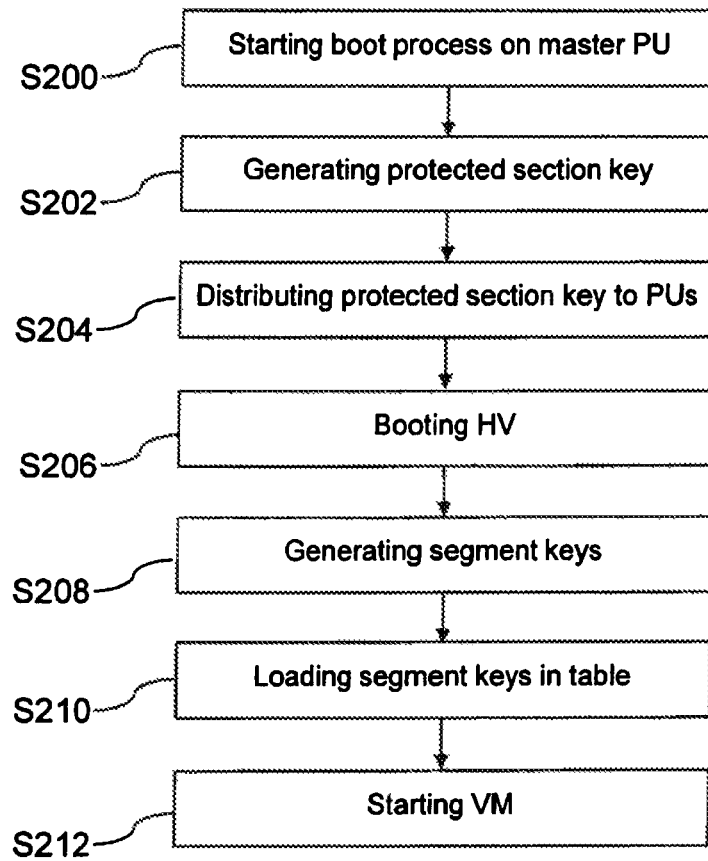 Starting boot process on master PU
S200
Generating protected section key
S202
Distributing protected section key to PUs
S204
Booting HV
S206
Generating segment keys
S208
Loading segment keys in table
S210
Starting VM
S212